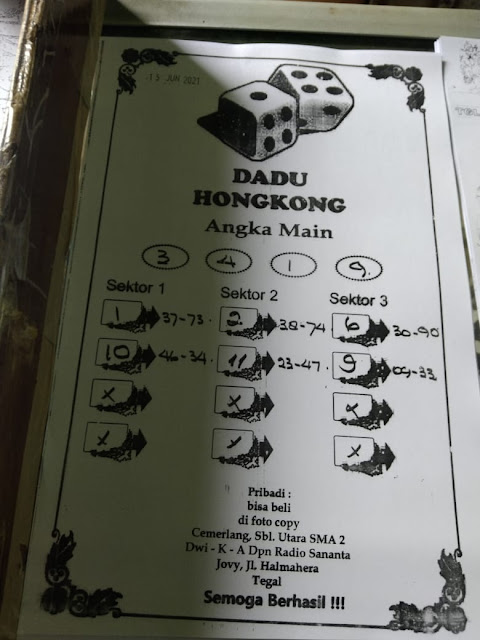 15 JUN 2021
DADU
HONGKONG
Angka Main
3 4 1 9
Sektor 1 Sektor 2 Sektor 3
1 37-73. 2. 38-74 6 30-90
10 46-34. 11 23-47. 9 09-33
x x x
x x x
Pribadi :
bisa beli
di foto copy
Cemerlang, Sbl. Utara SMA 2
Dwi - K - A Dpn Radio Sananta
Jovy, Jl. Halmahera
Tegal
Semoga Berhasil !!!